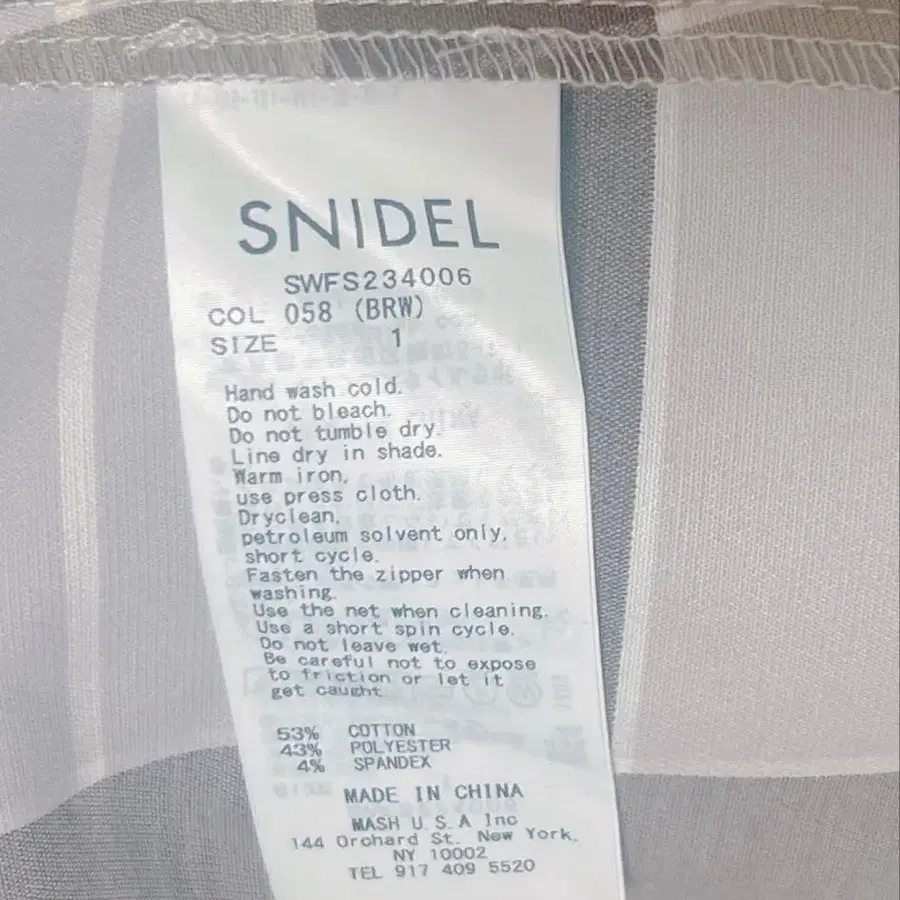 SNIDEL
SWFS234006
COL 058 (BRW)
SIZE 1
Hand wash cold.
Do not bleach.
Do not tumble dry.
Line dry in shade.
Warm iron,
use press cloth.
Dryclean,
petroleum solvent only,
short cycle.
Fasten the zipper when
washing.
Use the net when cleaning.
Use a short spin cycle.
Do not leave wet.
Be careful not to expose
to friction or let it
get caught.
53% COTTON
43% POLYESTER
4% SPANDEX
MADE IN CHINA
MASH U.S.A Inc
144 Orchard St. New York,
NY 10002
TEL 917 409 5520